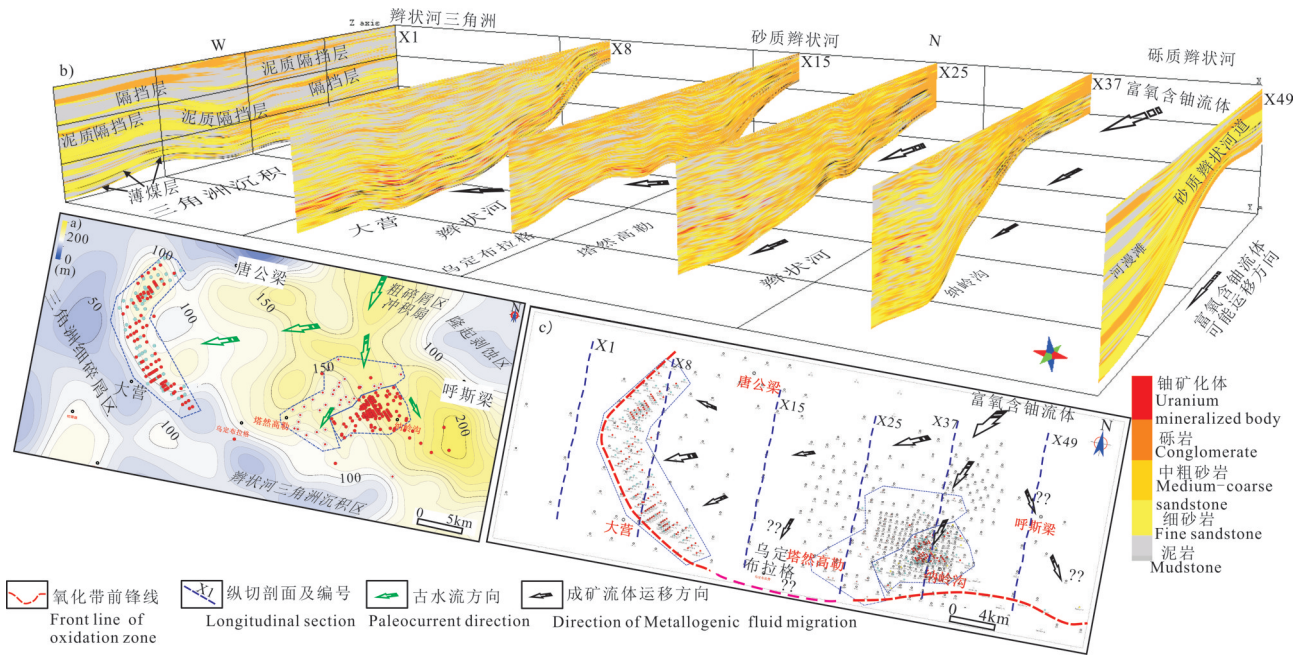 辫状河三角洲
Z axis
W
X1
X8
砂质辫状河
X15
N
X25
砾质辫状河
X37
X
X49
b)
泥质隔挡层
隔挡层
隔挡层
泥质隔挡层
泥质隔挡层
薄煤层
三角洲沉积
富氧含铀流体
砂质辫状河道
河漫滩
富氧含铀流体
可能运移方向
大营
辫状河
乌定布拉格
塔然高勒
辫状河
纳岭沟
a)
200
0
(m)
100
唐公梁
粗碎屑区
冲积扇
隆起剥蚀区
50
100
150
100
三角洲细碎屑区
150
呼斯梁
大营
塔然高勒
200
100
乌定布拉格
100
辫状河三角洲沉积区
0
5km
c)
X1
X8
唐公梁
X15
富氧含铀流体
X25
X37
X49
N
??
呼斯梁
大营
??
乌定
布拉格
塔然高勒
纳岭沟
??
??
0
4km
铀矿化体
Uranium
mineralized body
砾岩
Conglomerate
中粗砂岩
Medium-coarse
sandstone
细砂岩
Fine sandstone
泥岩
Mudstone
氧化带前锋线
Front line of
oxidation zone
X1
纵切剖面及编号
Longitudinal section
古水流方向
Paleocurrent direction
成矿流体运移方向
Direction of Metallogenic fluid migration